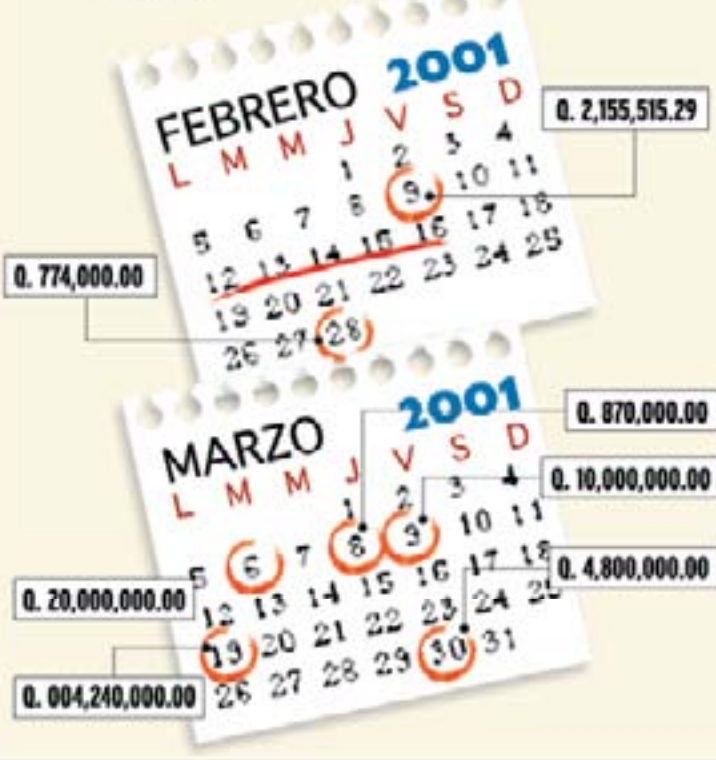 FEBRERO 2001
L M M J V S D
1 2 3 4
5 6 7 8 9 10 11
12 13 14 15 16 17 18
19 20 21 22 23 24 25
26 27 28
Q. 2,155,515.29
Q. 774,000.00
MARZO 2001
L M M J V S D
1 2 3 4
5 6 7 8 9 10 11
12 13 14 15 16 17 18
19 20 21 22 23 24 25
26 27 28 29 30 31
Q. 870,000.00
Q. 10,000,000.00
Q. 4,800,000.00
Q. 20,000,000.00
Q. 004,240,000.00